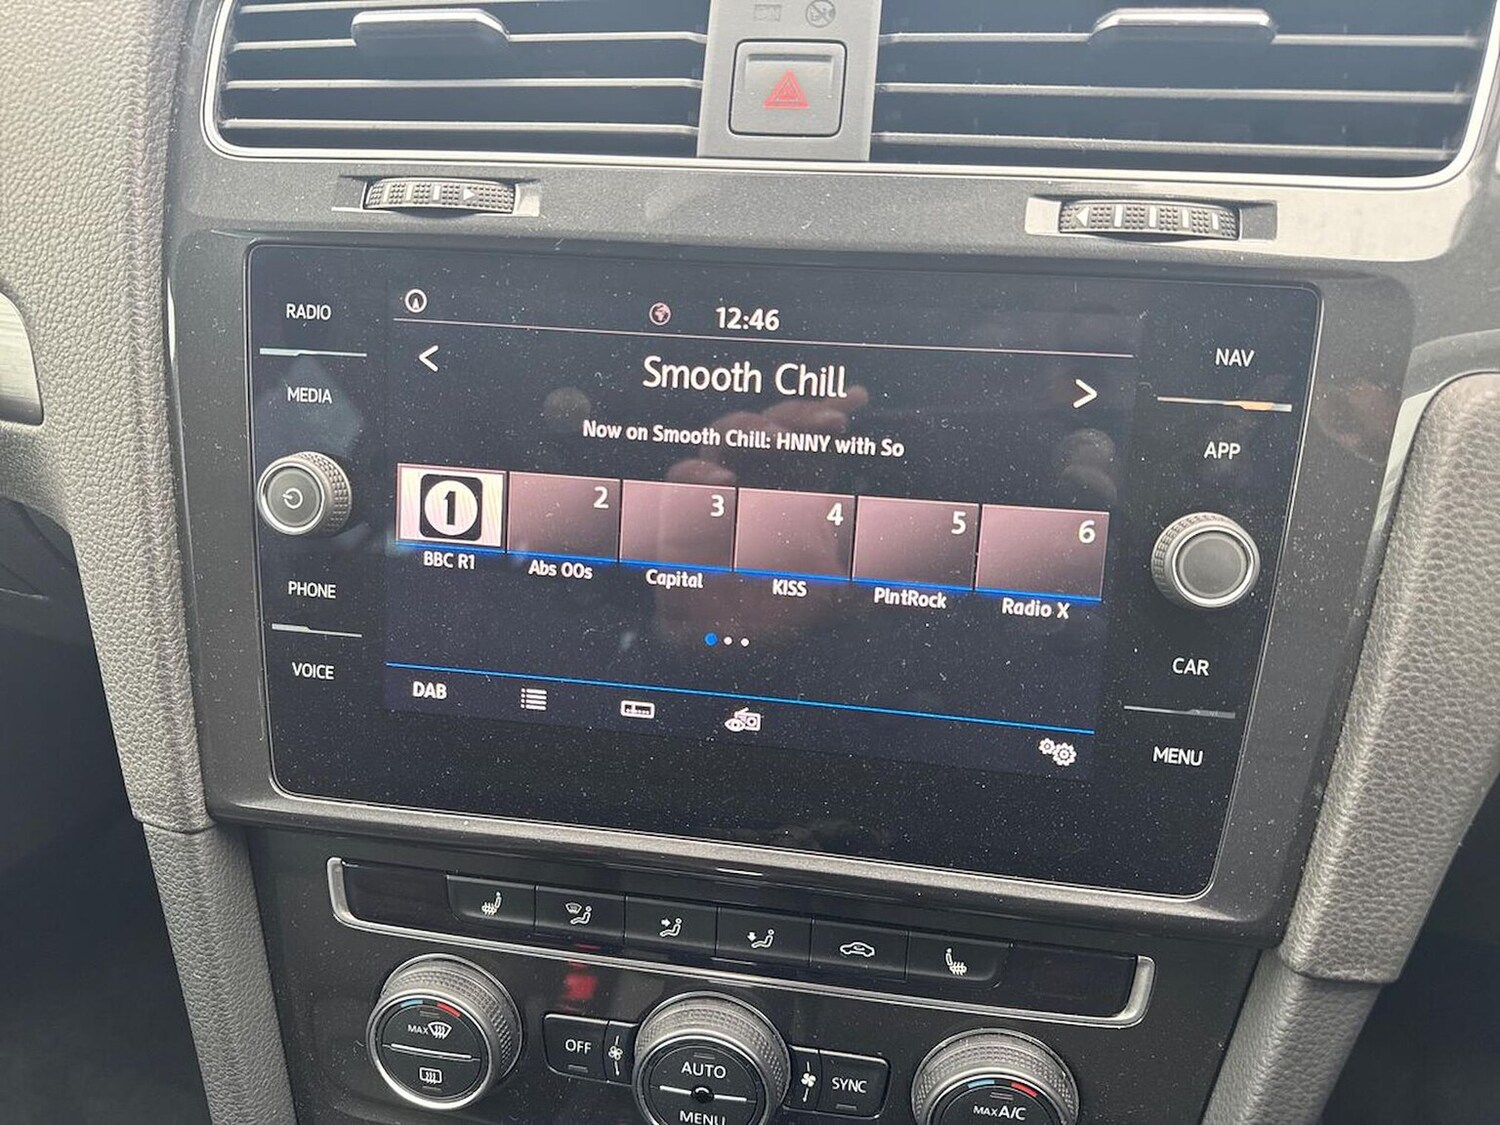 RADIO
MEDIA
PHONE
VOICE
12:46
Smooth Chill
Now on Smooth Chill: HNNY with So
1 2 3 4 5 6
BBC R1 Abs 00s Capital KISS PlntRock Radio X
DAB
NAV
APP
CAR
MENU
MAX
OFF
AUTO
MENU
SYNC
MAX A/C